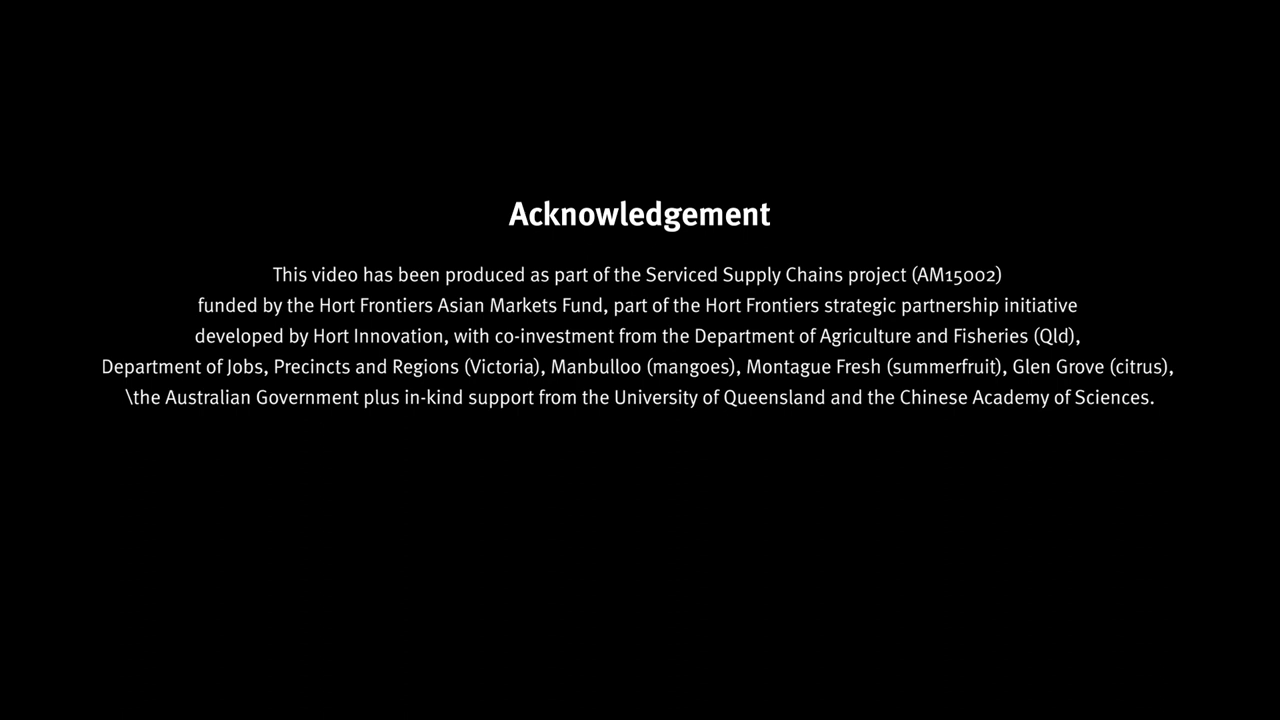 Acknowledgement
This video has been produced as part of the Serviced Supply Chains project (AM15002)
funded by the Hort Frontiers Asian Markets Fund, part of the Hort Frontiers strategic partnership initiative
developed by Hort Innovation, with co-investment from the Department of Agriculture and Fisheries (Qld),
Department of Jobs, Precincts and Regions (Victoria), Manbulloo (mangoes), Montague Fresh (summerfruit), Glen Grove (citrus),
\the Australian Government plus in-kind support from the University of Queensland and the Chinese Academy of Sciences.